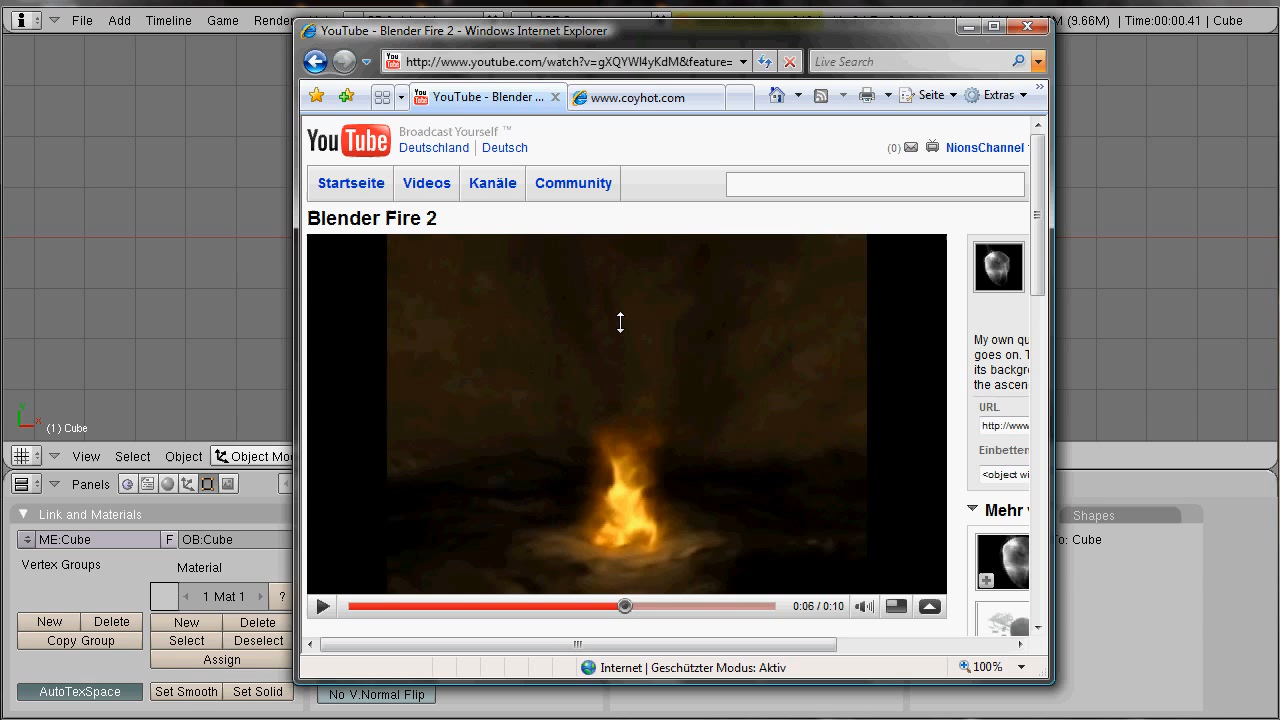 File Add Timeline Game Render
(9.66M) | Time:00:00.41 | Cube
YouTube - Blender Fire 2 - Windows Internet Explorer
http://www.youtube.com/watch?v=gXQYWl4yKdM&feature=
Live Search
YouTube - Blender ...
www.coyhot.com
Seite
Extras
YouTube
Broadcast Yourself ™
Deutschland | Deutsch
(0)
NionsChannel
Startseite Videos Kanäle Community
Blender Fire 2
My own
goes on.
its
the
URL
http://www
Einbetten
<object
Mehr
0:06 / 0:10
Internet | Geschützter Modus: Aktiv
100%
(1) Cube
View Select Object Object
Panels
Link and Materials
ME:Cube F OB:Cube
Vertex Groups
Material
1 Mat 1 ?
New Delete New Delete
Copy Group Select Deselect
Assign
AutoTexSpace Set Smooth Set Solid
No V.Normal Flip
Shapes
Cube